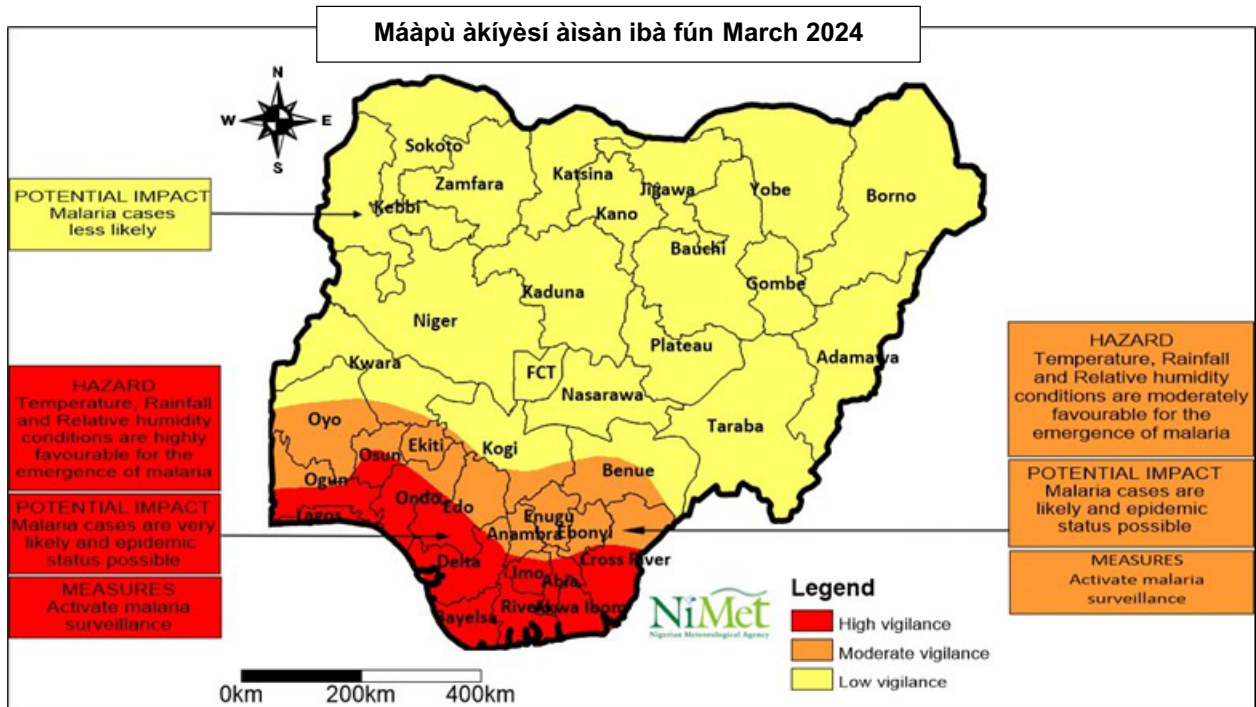 Máàpù àkíyèsí àìsàn ibà fún March 2024
N
W E
S
POTENTIAL IMPACT
Malaria cases
less likely
HAZARD
Temperature, Rainfall
and Relative humidity
conditions are highly
favourable for the
emergence of malaria
POTENTIAL IMPACT
Malaria cases are very
likely and epidemic
status possible
MEASURES
Activate malaria
surveillance
Sokoto
Zamfara
Katsina
Jigawa
Yobe
Borno
Kebbi
Kano
Bauchi
Gombe
Kaduna
Niger
Plateau
Adamawa
Kwara
FCT
Nasarawa
Taraba
Oyo
Ekiti
Kogi
Osun
Benue
Ogun
Ondo
Edo
Enugu
Lagos
Anambra
Ebonyi
Delta
Cross River
Imo
Abia
Bayelsa
Rivers
Akwa Ibom
HAZARD
Temperature, Rainfall
and Relative humidity
conditions are moderately
favourable for the
emergence of malaria
POTENTIAL IMPACT
Malaria cases are
likely and epidemic
status possible
MEASURES
Activate malaria
surveillance
NiMet
Nigerian Meteorological Agency
Legend
High vigilance
Moderate vigilance
Low vigilance
0km 200km 400km